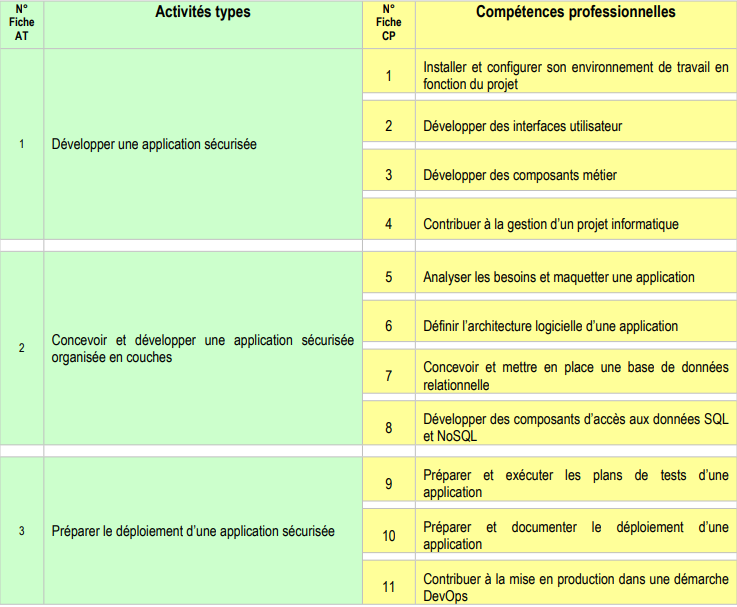 N°
Fiche
AT
Activités types
N°
Fiche
CP
Compétences professionnelles
1
Développer une application sécurisée
1
Installer et configurer son environnement de travail en
fonction du projet
2
Développer des interfaces utilisateur
3
Développer des composants métier
4
Contribuer à la gestion d’un projet informatique
2
Concevoir et développer une application sécurisée
organisée en couches
5
Analyser les besoins et maquetter une application
6
Définir l’architecture logicielle d’une application
7
Concevoir et mettre en place une base de données
relationnelle
8
Développer des composants d’accès aux données SQL
et NoSQL
3
Préparer le déploiement d’une application sécurisée
9
Préparer et exécuter les plans de tests d’une
application
10
Préparer et documenter le déploiement d’une
application
11
Contribuer à la mise en production dans une démarche
DevOps